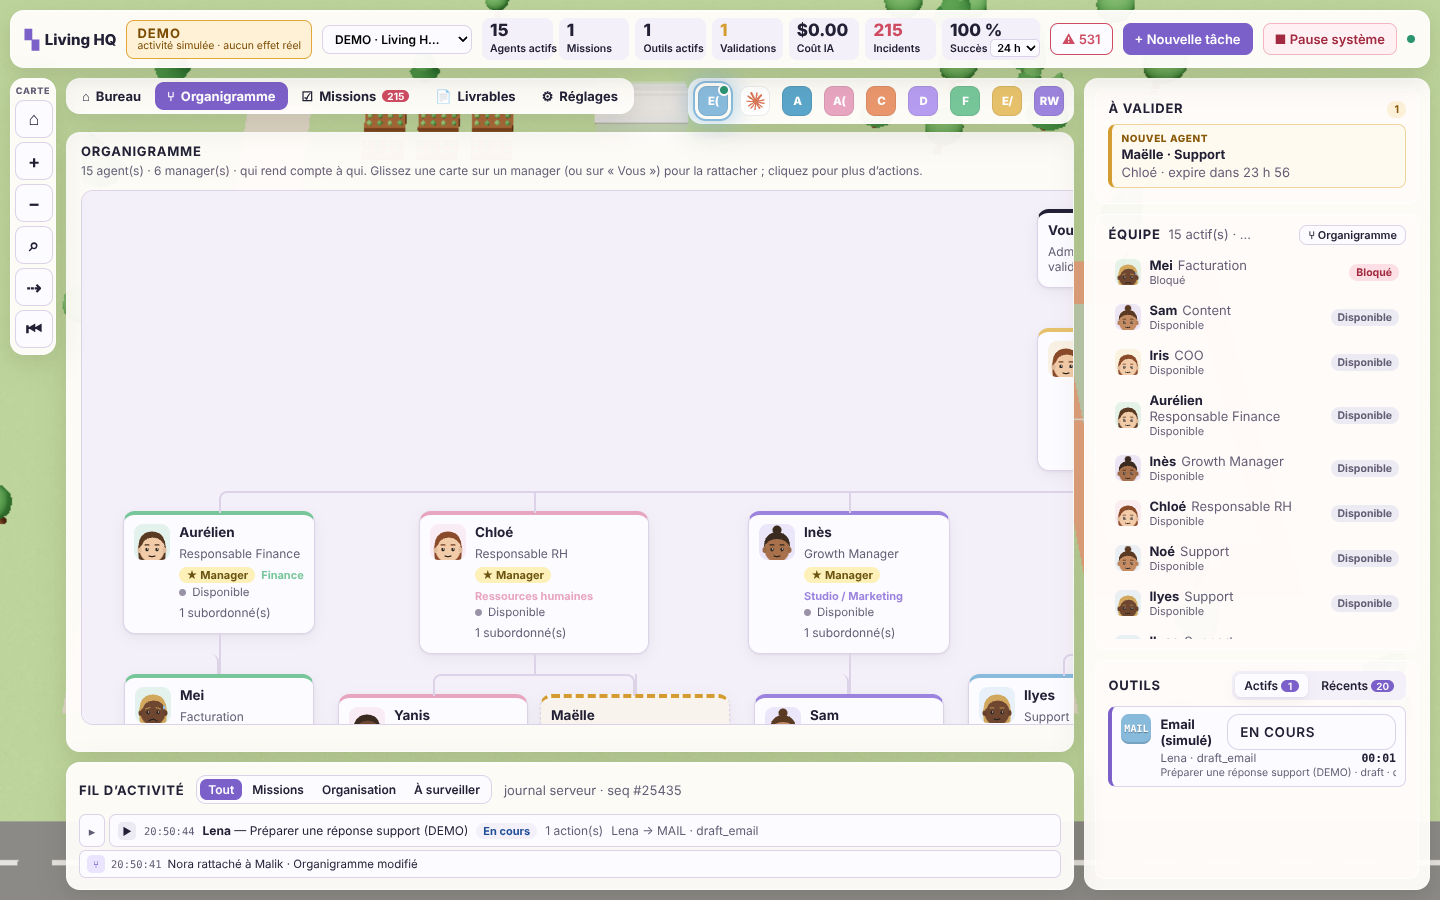 Living HQ
DEMO
activité simulée · aucun effet réel
DEMO · Living H...
15
Agents actifs
1
Missions
1
Outils actifs
1
Validations
$0.00
Coût IA
215
Incidents
100 %
Succès 24 h
531
+ Nouvelle tâche
Pause système
CARTE
Bureau
Organigramme
Missions 215
Livrables
Réglages
E(
A
A(
C
D
F
E/
RW
ORGANIGRAMME
15 agent(s) · 6 manager(s) · qui rend compte à qui. Glissez une carte sur un manager (ou sur « Vous ») pour la rattacher ; cliquez pour plus d’actions.
Vou
Adm
valid
Aurélien
Responsable Finance
★ Manager Finance
Disponible
1 subordonné(s)
Chloé
Responsable RH
★ Manager
Ressources humaines
Disponible
1 subordonné(s)
Inès
Growth Manager
★ Manager
Studio / Marketing
Disponible
1 subordonné(s)
Mei
Facturation
Yanis
Maëlle
Sam
Ilyes
Support
FIL D’ACTIVITÉ
Tout
Missions
Organisation
À surveiller
journal serveur · seq #25435
20:50:44 Lena — Préparer une réponse support (DEMO) En cours 1 action(s) Lena → MAIL · draft_email
20:50:41 Nora rattaché à Malik · Organigramme modifié
À VALIDER 1
NOUVEL AGENT
Maëlle · Support
Chloé · expire dans 23 h 56
ÉQUIPE 15 actif(s) · ... Organigramme
Mei Facturation
Bloqué
Bloqué
Sam Content
Disponible
Disponible
Iris COO
Disponible
Disponible
Aurélien
Responsable Finance
Disponible
Disponible
Inès Growth Manager
Disponible
Disponible
Chloé Responsable RH
Disponible
Disponible
Noé Support
Disponible
Disponible
Ilyes Support
Disponible
Disponible
OUTILS
Actifs 1
Récents 20
MAIL
Email
(simulé)
EN COURS
Lena · draft_email 00:01
Préparer une réponse support (DEMO) · draft ·